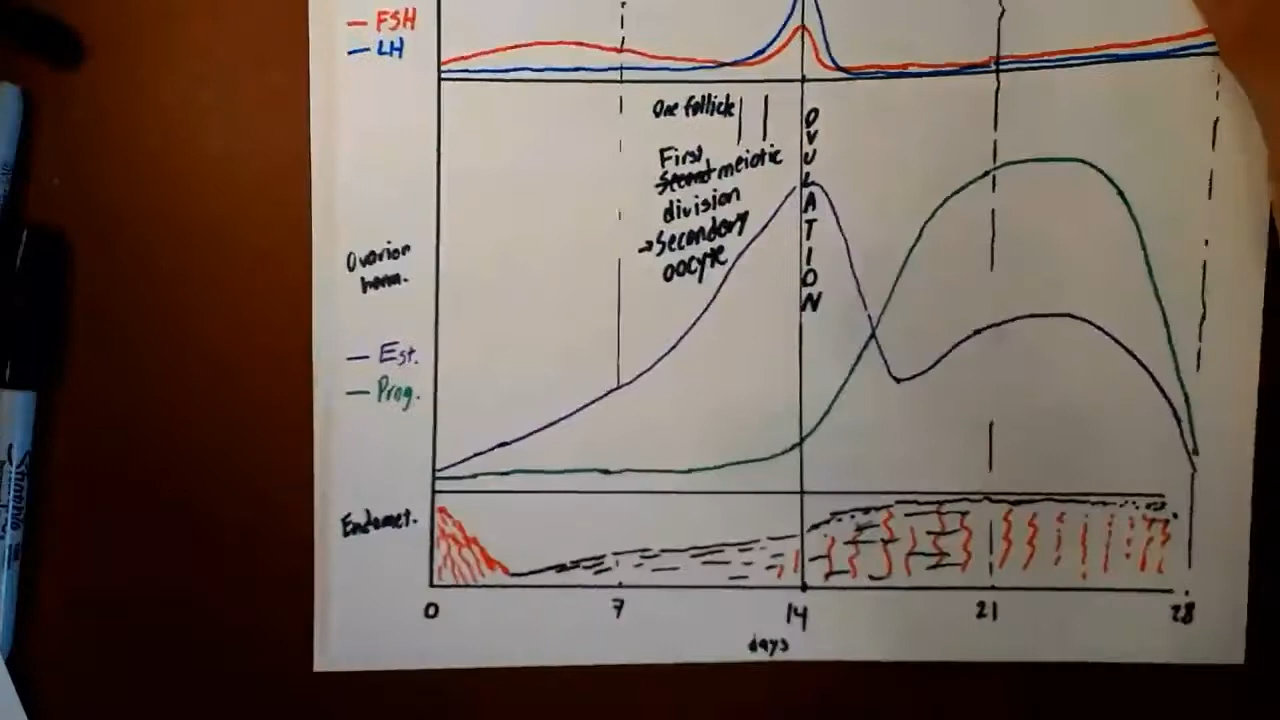 — FSH
— LH
One follicle
First
Second meiotic
division
→ Secondary
oocyte
OVULATION
Ovarian
horm.
— Est.
— Prog.
Endomet.
0 7 14 21 28
days
Sharpie